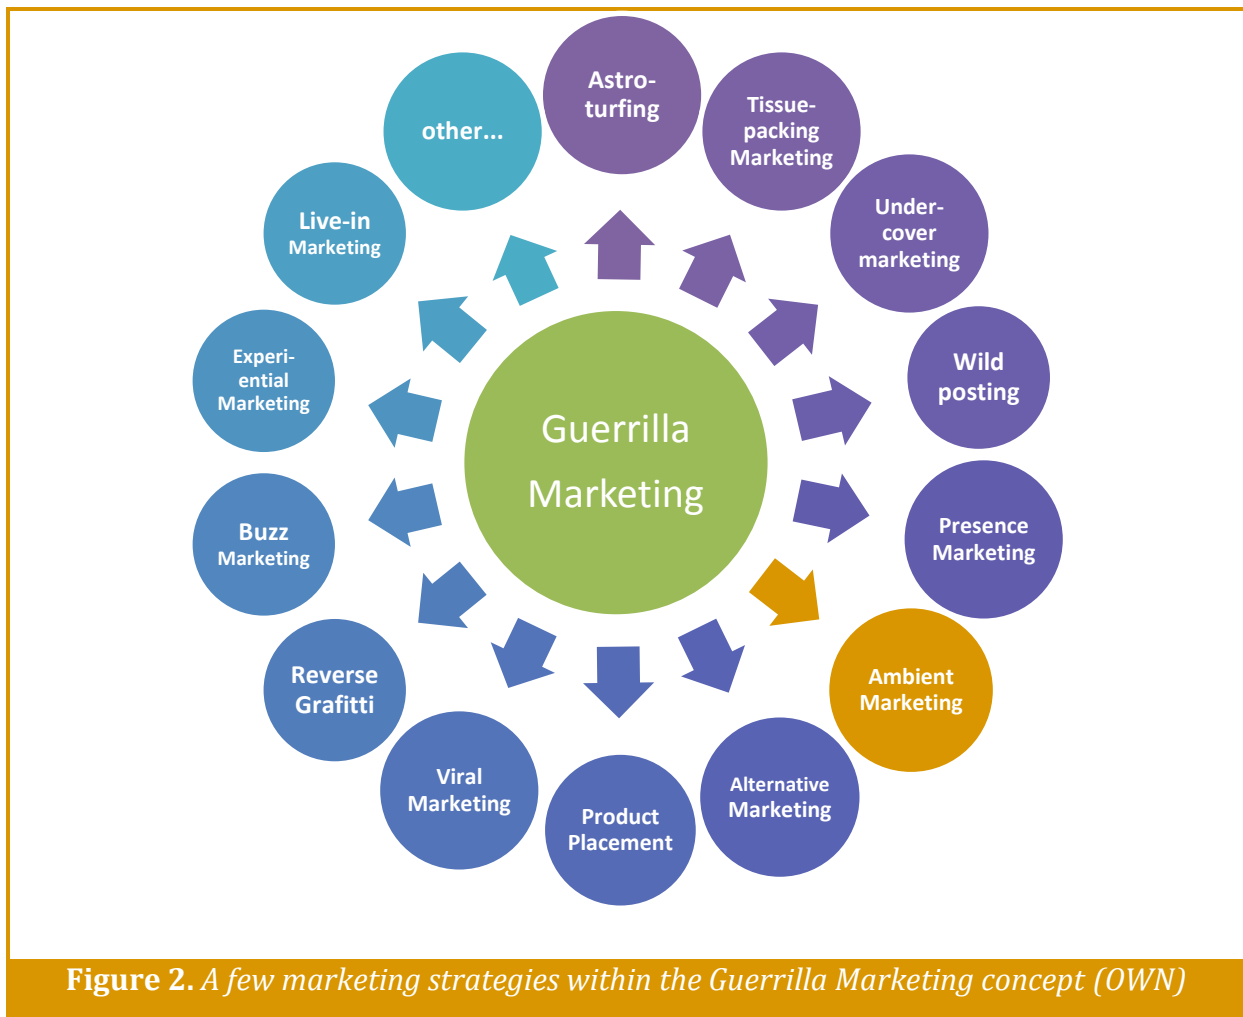 Astro-
turfing
Tissue-
packing
Marketing
Under-
cover
marketing
Wild
posting
Presence
Marketing
Ambient
Marketing
Alternative
Marketing
Product
Placement
Viral
Marketing
Reverse
Grafitti
Buzz
Marketing
Experi-
ential
Marketing
Live-in
Marketing
other...
Guerrilla
Marketing
Figure 2. A few marketing strategies within the Guerrilla Marketing concept (OWN)